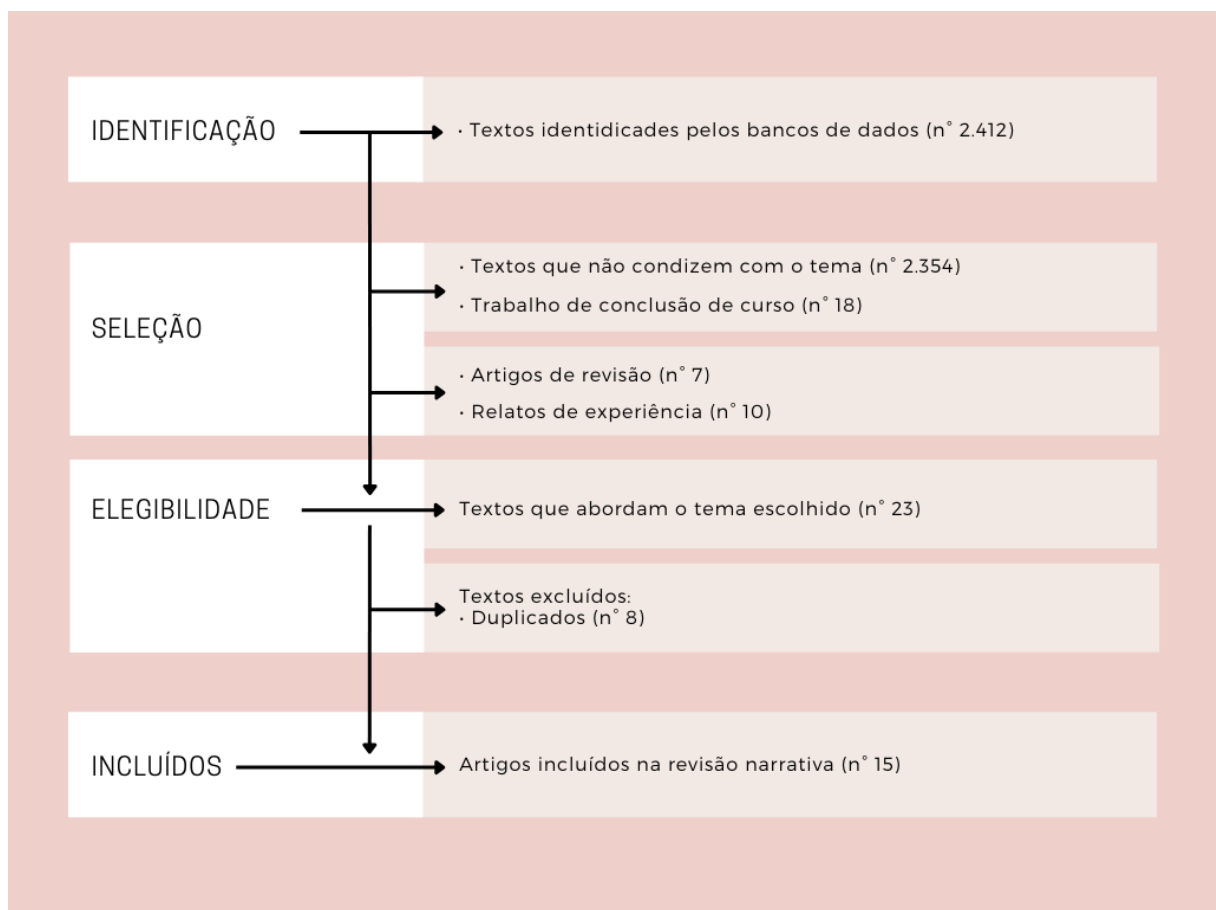 IDENTIFICAÇÃO
· Textos identidicades pelos bancos de dados (n° 2.412)
SELEÇÃO
· Textos que não condizem com o tema (n° 2.354)
· Trabalho de conclusão de curso (n° 18)
· Artigos de revisão (n° 7)
· Relatos de experiência (n° 10)
ELEGIBILIDADE
Textos que abordam o tema escolhido (n° 23)
Textos excluídos:
· Duplicados (n° 8)
INCLUÍDOS
Artigos incluídos na revisão narrativa (n° 15)